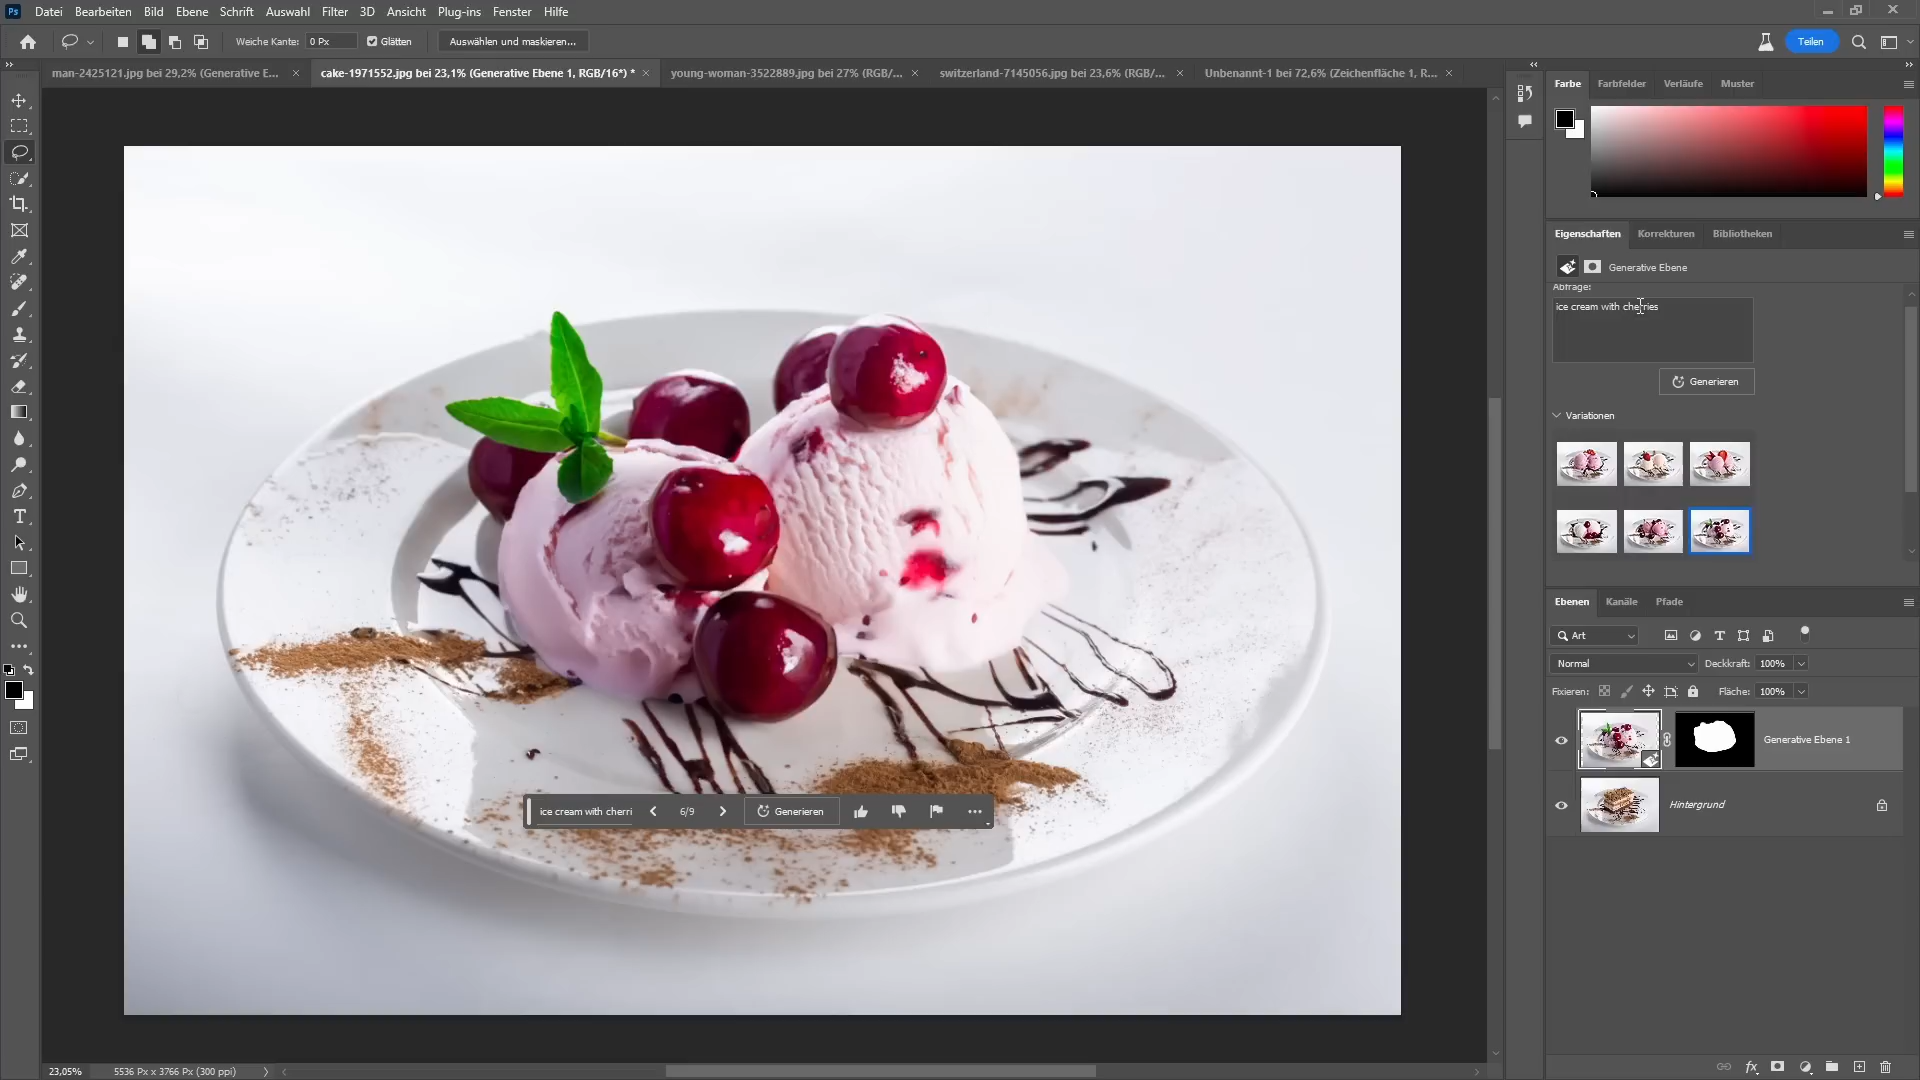 Ps Datei Bearbeiten Bild Ebene Schrift Auswahl Filter 3D Ansicht Plug-ins Fenster Hilfe
Weiche Kante: 0 Px Glätten Auswählen und maskieren... Teilen
man-2425121.jpg bei 29,2% (Generative E... cake-1971552.jpg bei 23,1% (Generative Ebene 1, RGB/16*) * young-woman-3522889.jpg bei 27% (RGB/... switzerland-7145056.jpg bei 23,6% (RGB/... Unbenannt-1 bei 72,6% (Zeichenfläche 1, R...
Farbe Farbfelder Verläufe Muster
Eigenschaften Korrekturen Bibliotheken
Generative Ebene
Abfrage:
ice cream with cherries
Generieren
Variationen
Ebenen Kanäle Pfade
Art
Normal Deckkraft: 100%
Fixieren: Fläche: 100%
Generative Ebene 1
Hintergrund
ice cream with cherri 6/9 Generieren
23,05% 5536 Px x 3766 Px (300 ppi)